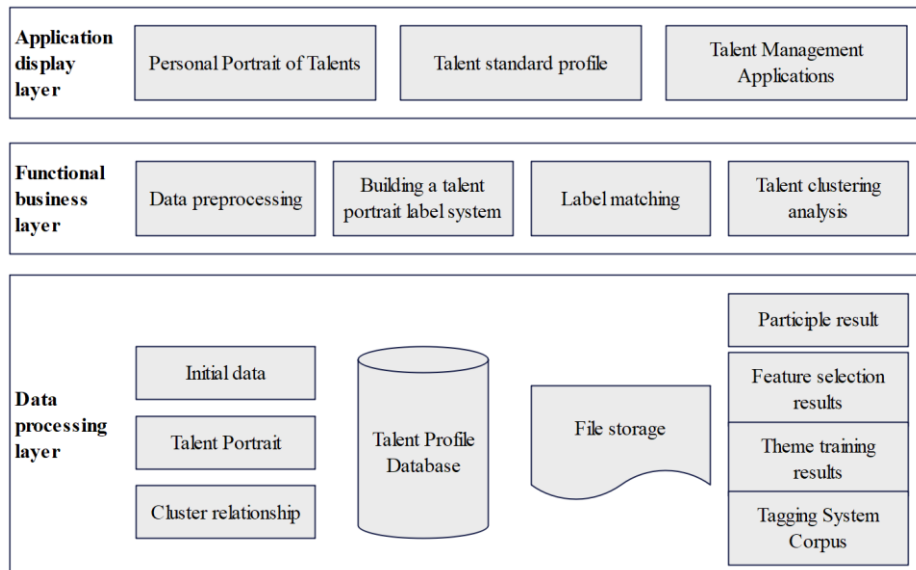 Application
display
layer
Personal Portrait of Talents
Talent standard profile
Talent Management
Applications
Functional
business
layer
Data preprocessing
Building a talent
portrait label system
Label matching
Talent clustering
analysis
Data
processing
layer
Initial data
Talent Portrait
Cluster relationship
Talent Profile
Database
File storage
Participle result
Feature selection
results
Theme training
results
Tagging System
Corpus